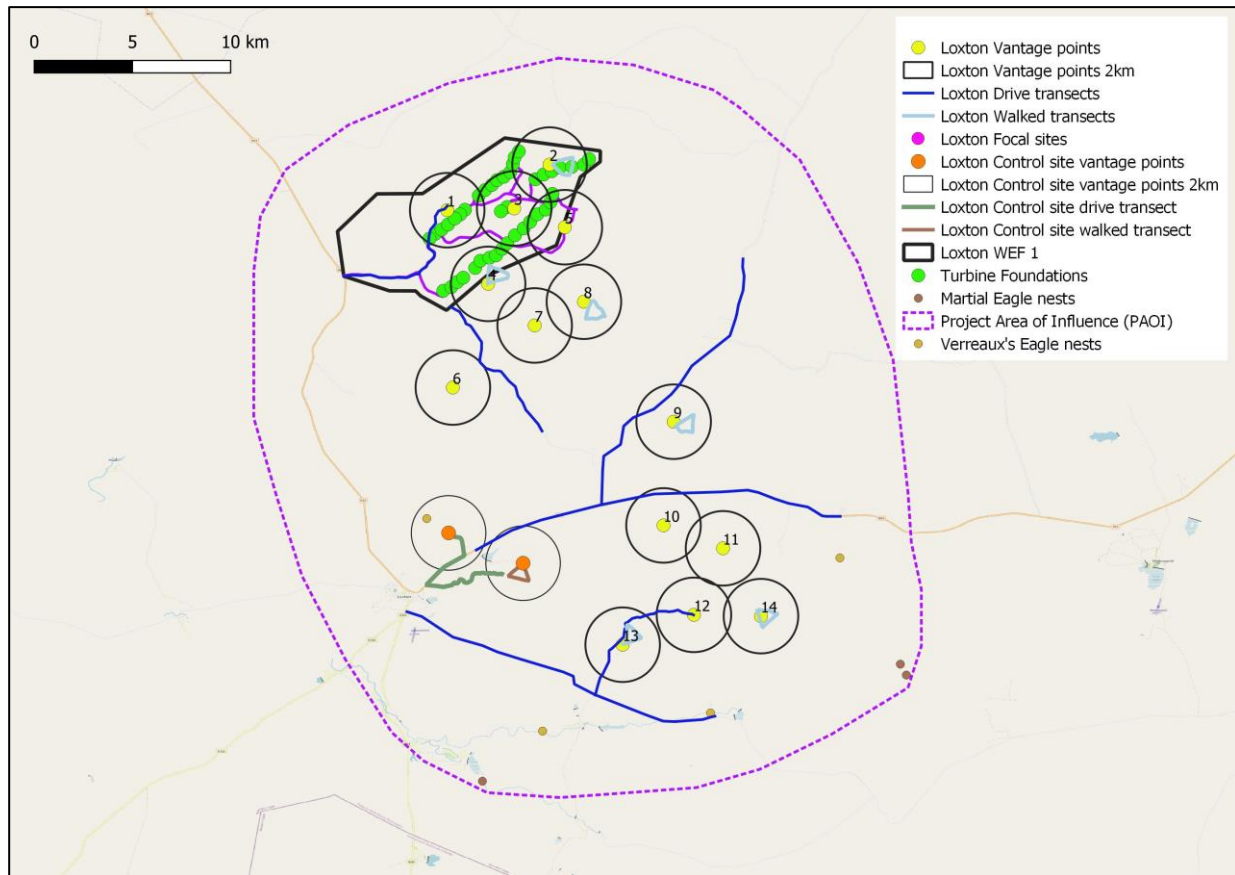 0 5 10 km
Loxton Vantage points
Loxton Vantage points 2km
Loxton Drive transects
Loxton Walked transects
Loxton Focal sites
Loxton Control site vantage points
Loxton Control site vantage points 2km
Loxton Control site drive transect
Loxton Control site walked transect
Loxton WEF 1
Turbine Foundations
Martial Eagle nests
Project Area of Influence (PAOI)
Verreaux's Eagle nests
2
1
3
5
4
8
7
6
9
10
11
12
14
13